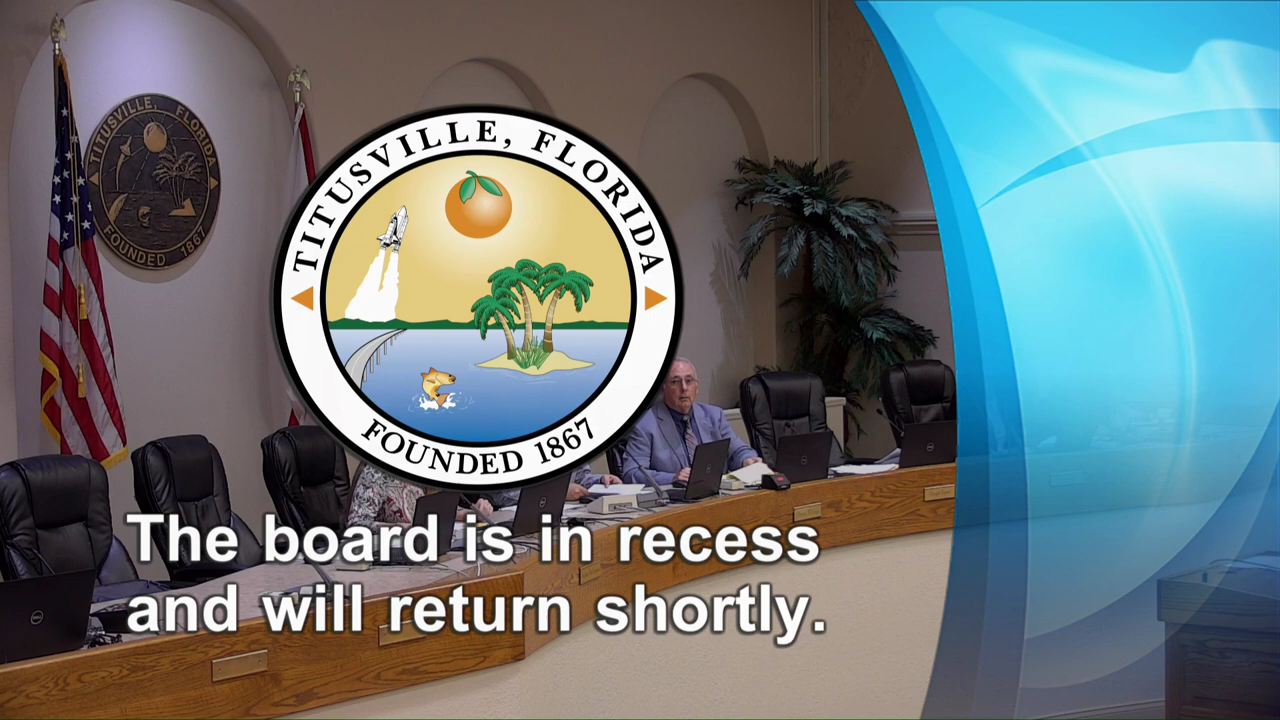 TITUSVILLE, FLORIDA
FOUNDED 1867
TITUSVILLE, FLORIDA
FOUNDED 1867
The board is in recess
and will return shortly.